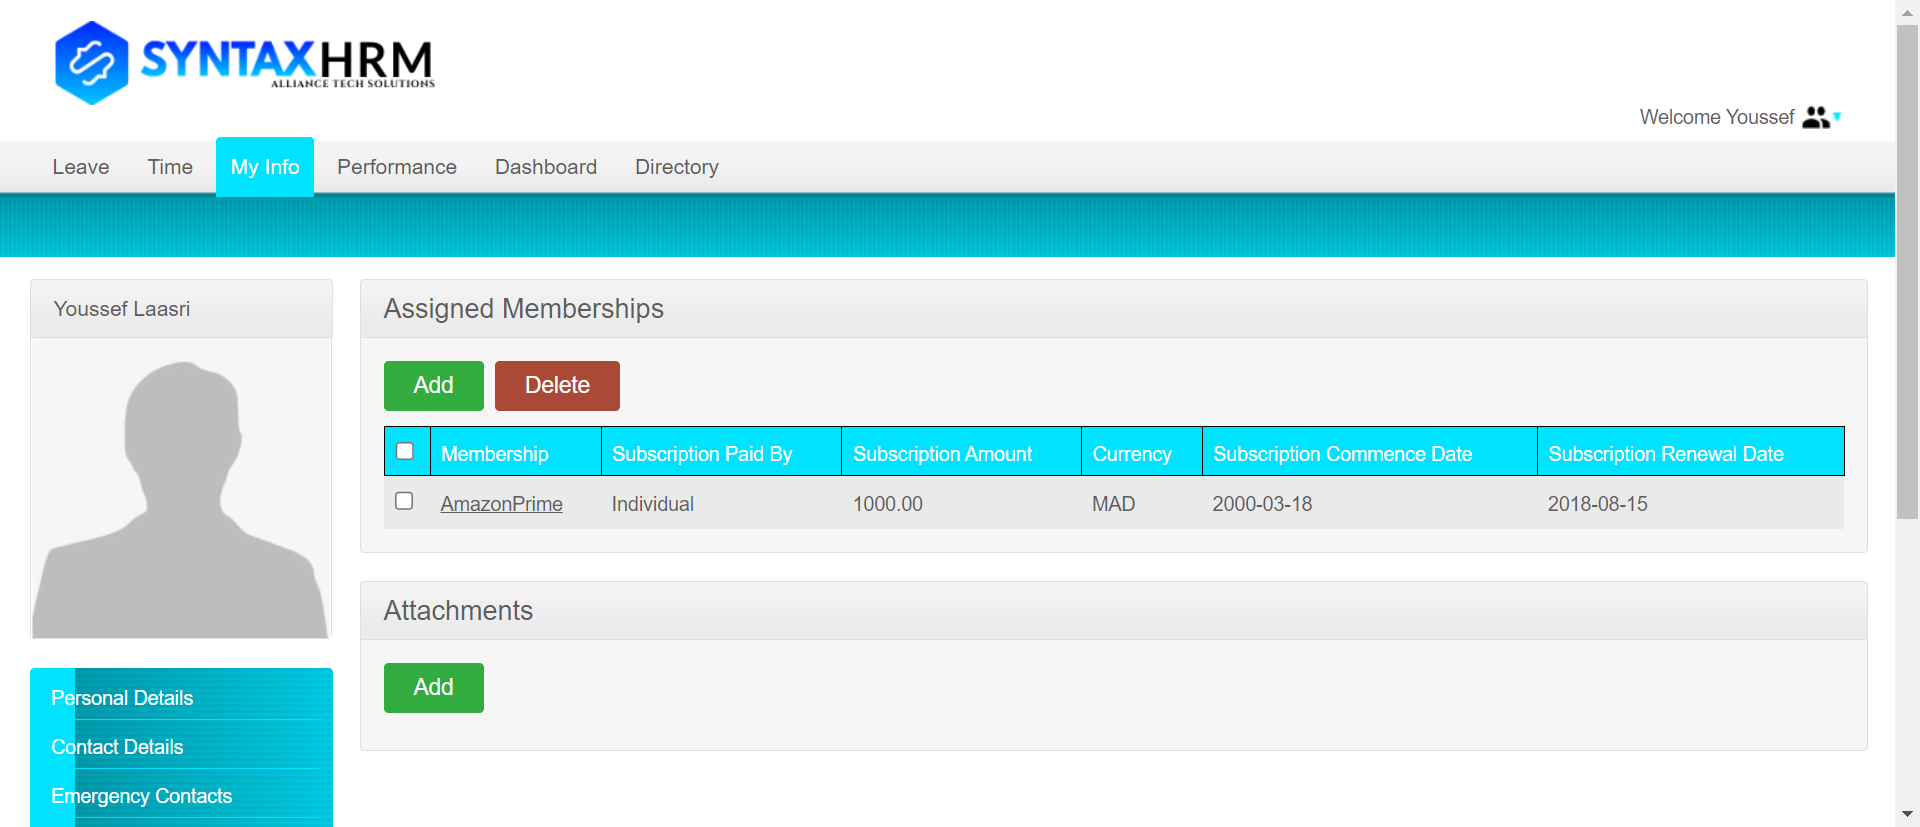 SYNTAXHRM
ALLIANCE TECH SOLUTIONS
Welcome Youssef
Leave Time My Info Performance Dashboard Directory
Youssef Laasri
Assigned Memberships
Add Delete
Membership Subscription Paid By Subscription Amount Currency Subscription Commence Date Subscription Renewal Date
AmazonPrime Individual 1000.00 MAD 2000-03-18 2018-08-15
Attachments
Add
Personal Details
Contact Details
Emergency Contacts